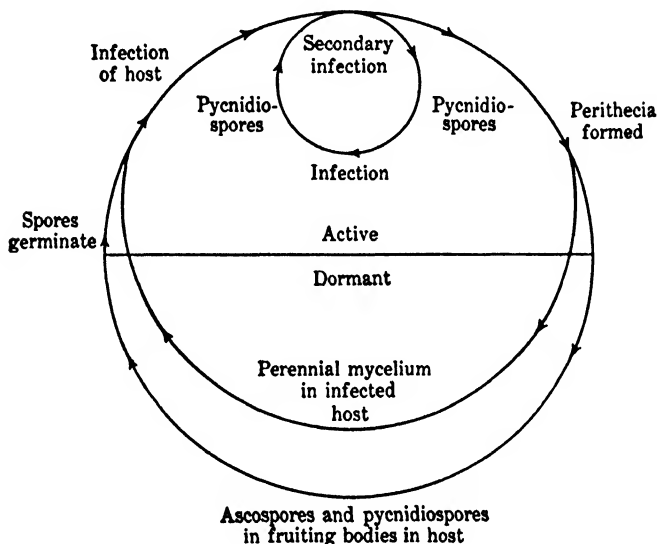 Secondary
infection
Infection
of host
Pycnidio-
spores
Pycnidio-
spores
Perithecia
formed
Infection
Spores
germinate
Active
Dormant
Perennial mycelium
in infected
host
Ascospores and pycnidiospores
in fruiting bodies in host